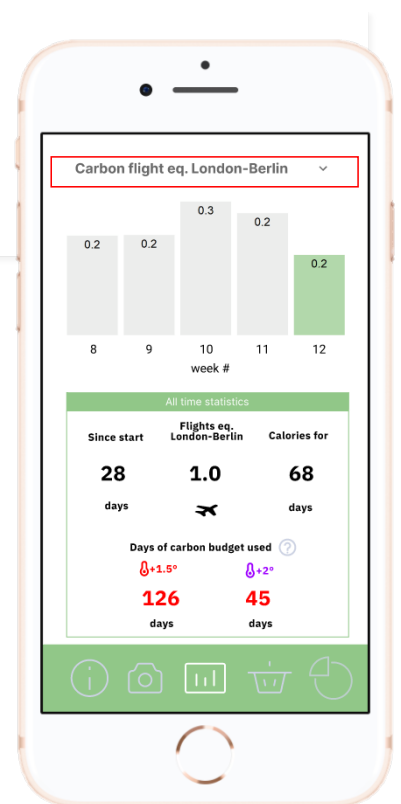 Carbon flight eq. London-Berlin
0.2 0.2 0.3 0.2 0.2
8 9 10 11 12
week #
All time statistics
Since start Flights eq. London-Berlin Calories for
28 1.0 68
days days
Days of carbon budget used ?
+1.5° +2°
126 45
days days
i